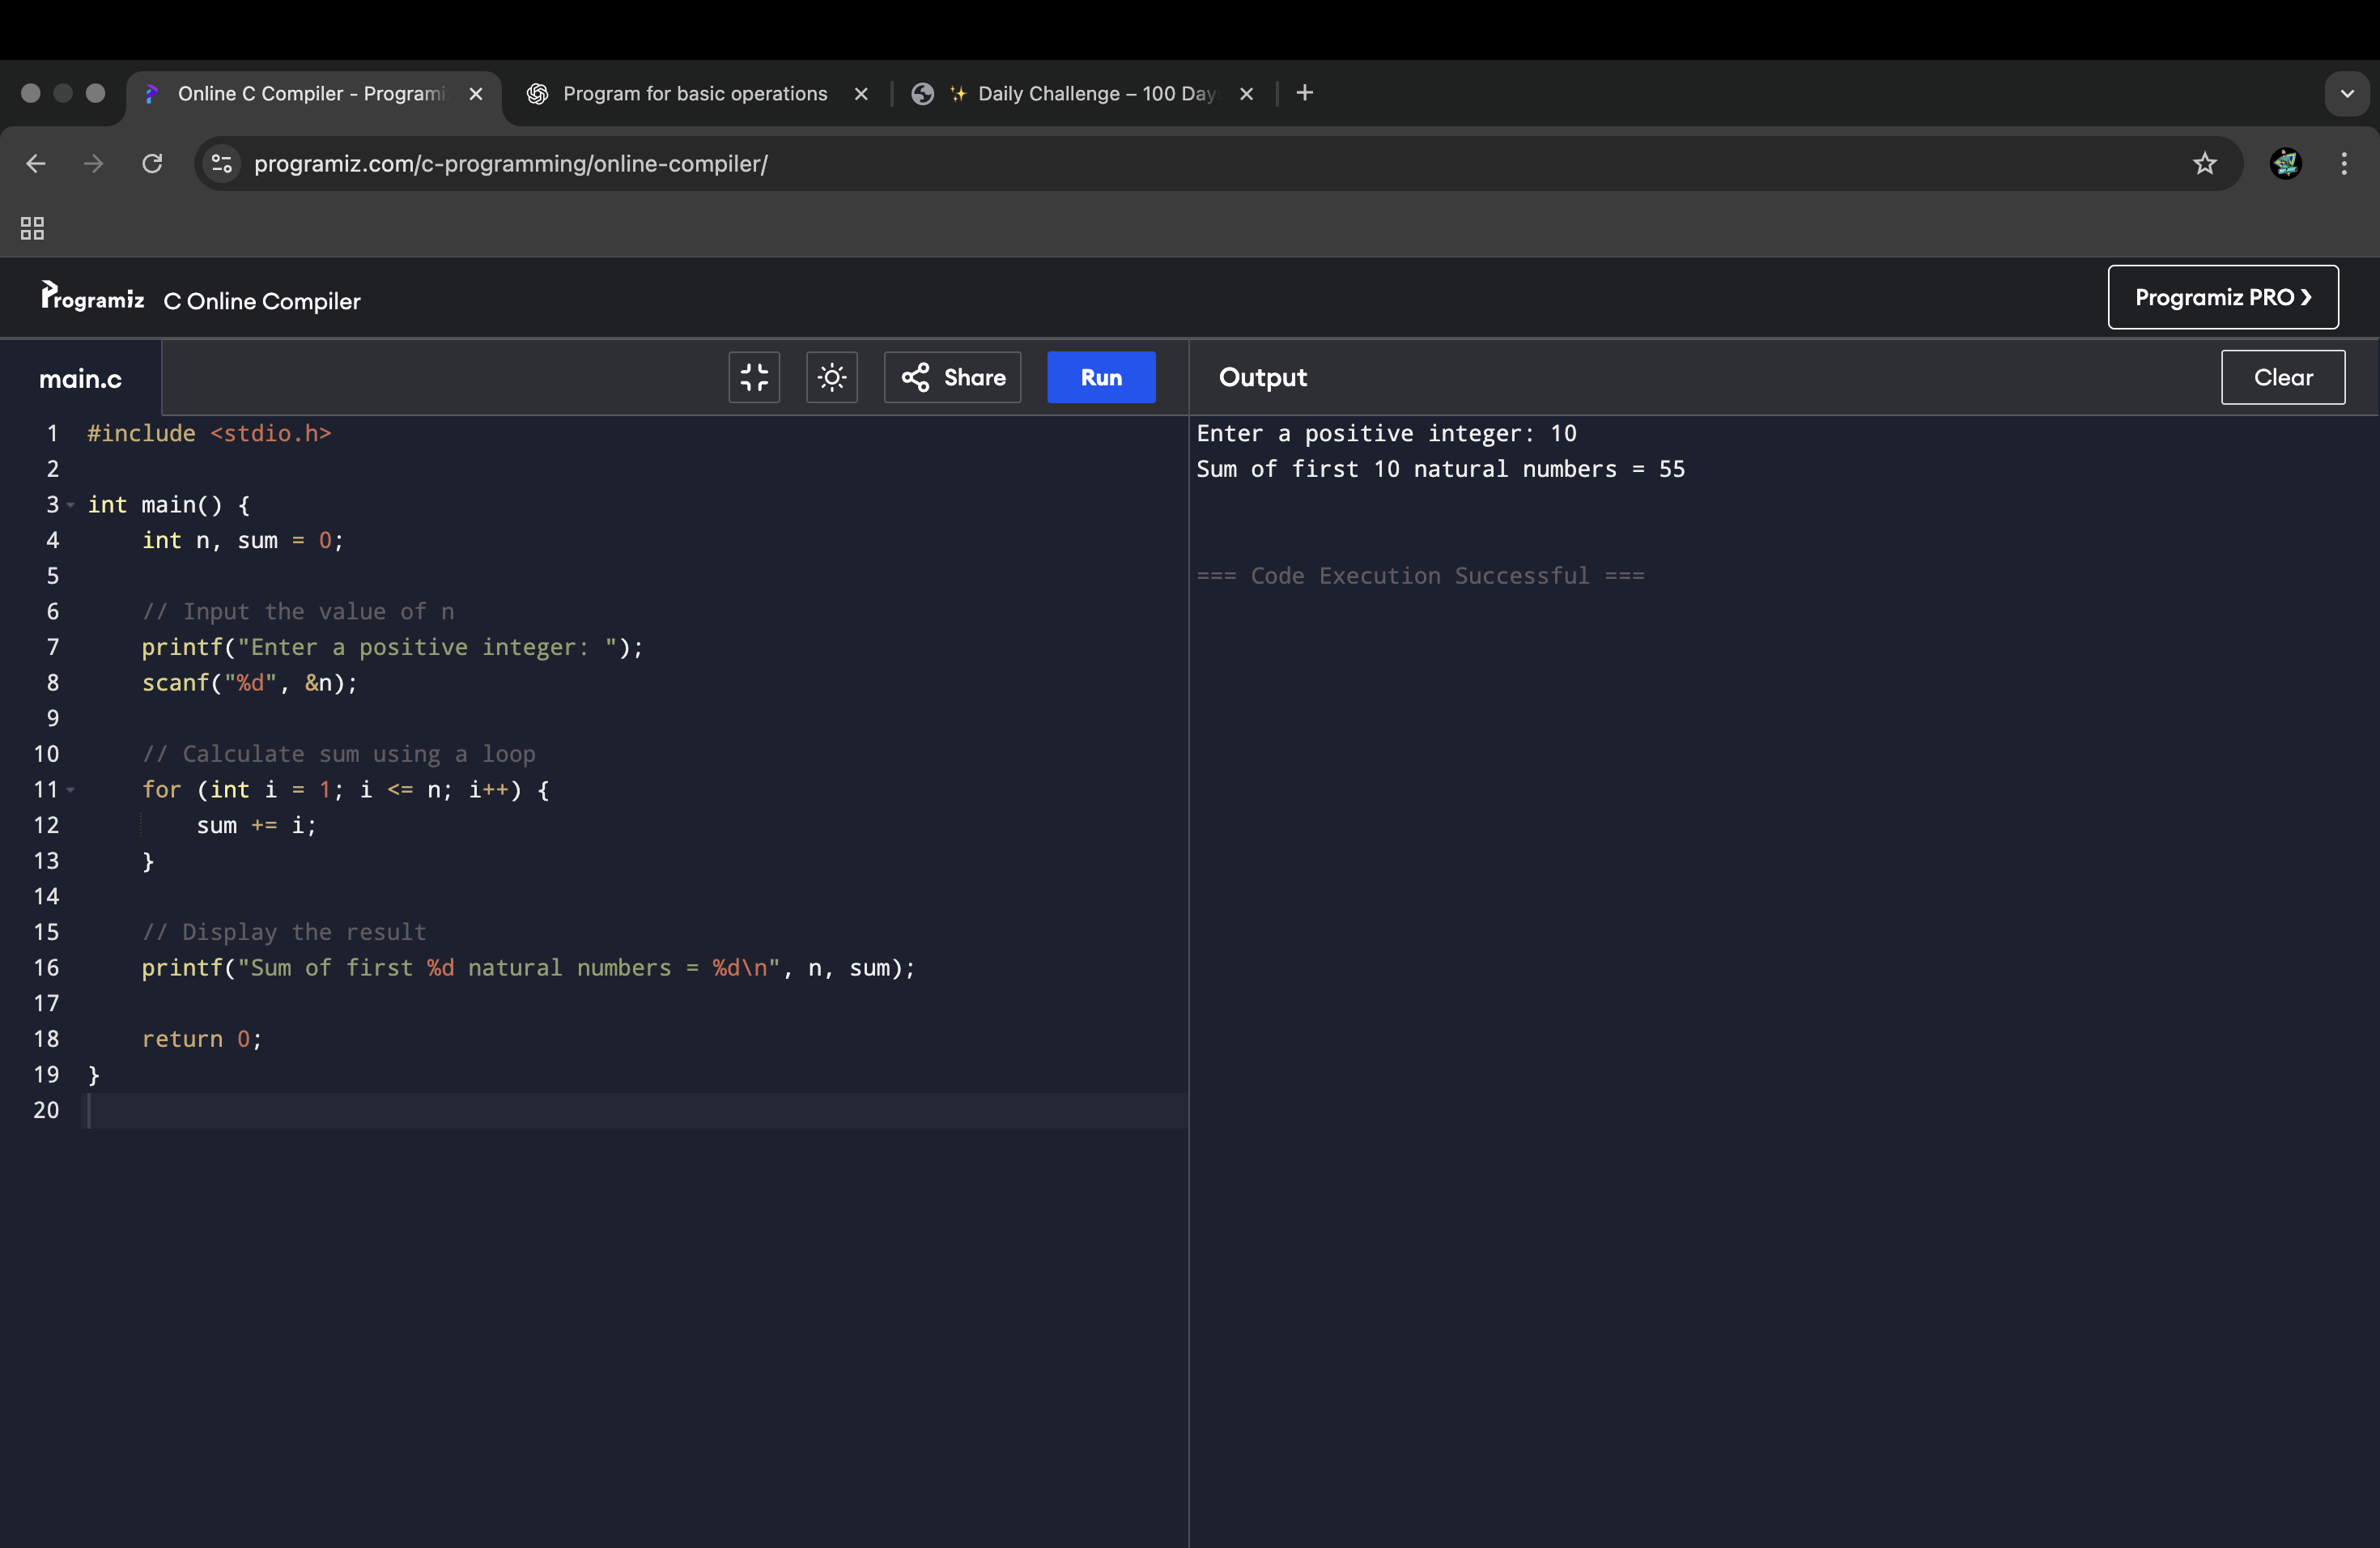 Online C Compiler - Programi
Program for basic operations
✨ Daily Challenge – 100 Day
programiz.com/c-programming/online-compiler/
Programiz C Online Compiler
Programiz PRO ❯
main.c
Share
Run
Output
Clear
1 #include <stdio.h>
2
3 int main() {
4     int n, sum = 0;
5
6     // Input the value of n
7     printf("Enter a positive integer: ");
8     scanf("%d", &n);
9
10     // Calculate sum using a loop
11     for (int i = 1; i <= n; i++) {
12         sum += i;
13     }
14
15     // Display the result
16     printf("Sum of first %d natural numbers = %d\n", n, sum);
17
18     return 0;
19 }
20
Enter a positive integer: 10
Sum of first 10 natural numbers = 55
=== Code Execution Successful ===